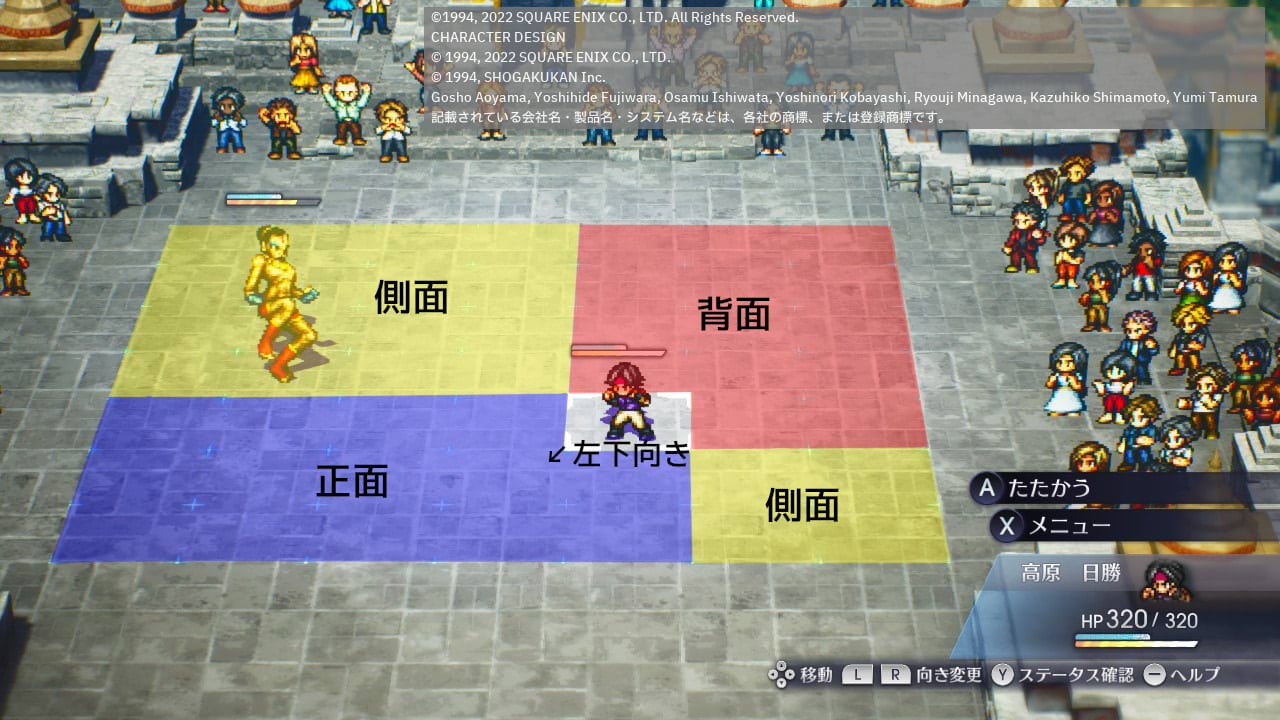 ©1994, 2022 SQUARE ENIX CO., LTD. All Rights Reserved.
CHARACTER DESIGN
© 1994, 2022 SQUARE ENIX CO., LTD.
© 1994, SHOGAKUKAN Inc.
Gosho Aoyama, Yoshihide Fujiwara, Osamu Ishiwata, Yoshinori Kobayashi, Ryouji Minagawa, Kazuhiko Shimamoto, Yumi Tamura
記載されている会社名・製品名・システム名などは、各社の商標、または登録商標です。
側面
背面
↙左下向き
正面
側面
A たたかう
X メニュー
高原 日勝
HP 320 / 320
移動 L R 向き変更 Y ステータス確認 − ヘルプ